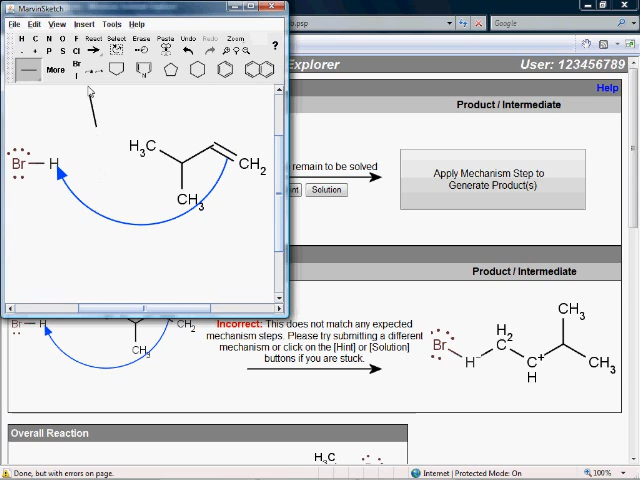 MarvinSketch
File Edit View Insert Tools Help
H C N O F React Select Erase Paste Undo Redo Zoom
- + P S Cl
?
More Br
I N
H₃C
Br H
CH₂
CH₃
b.psp
Google
Explorer User: 123456789
Help
Product / Intermediate
remain to be solved
Solution
Apply Mechanism Step to
Generate Product(s)
Product / Intermediate
Br H CH₂
CH₃
Incorrect: This does not match any expected
mechanism steps. Please try submitting a different
mechanism or click on the [Hint] or [Solution]
buttons if you are stuck.
CH₃
H₂
Br C
H⁻ C⁺ CH₃
H
Overall Reaction
H₃C
Done, but with errors on page. Internet | Protected Mode: On 100%